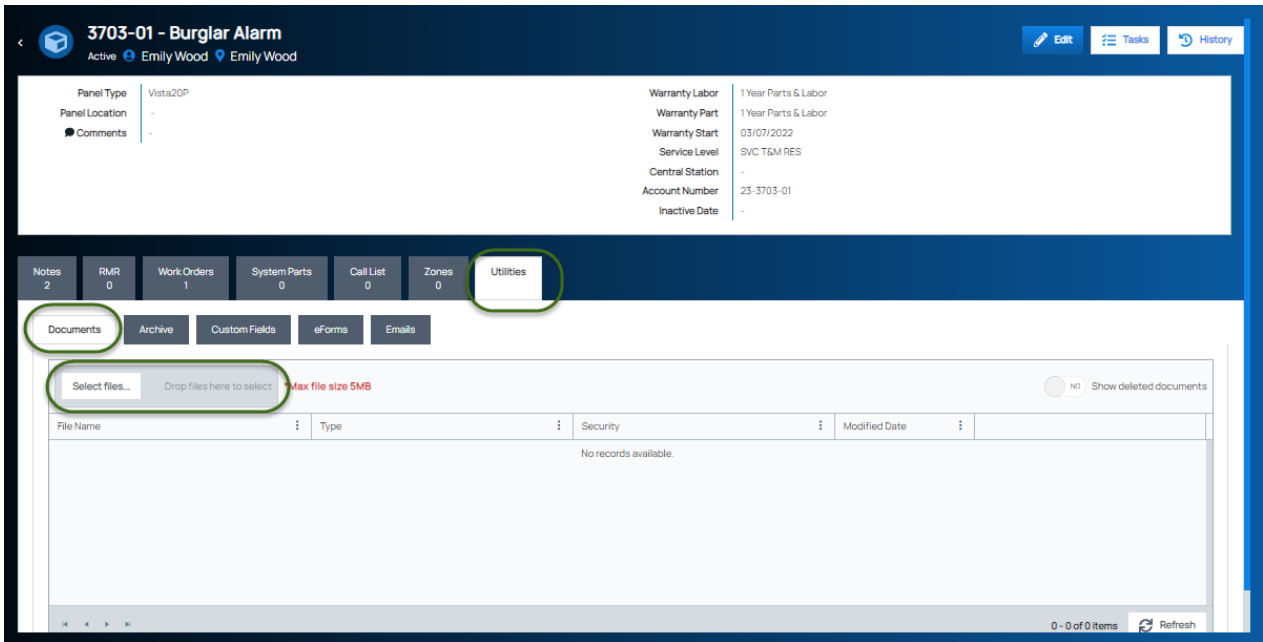 3703-01 - Burglar Alarm
Active Emily Wood Emily Wood
Edit
Tasks
History
Panel Type Vista20P
Panel Location -
Comments -
Warranty Labor 1 Year Parts & Labor
Warranty Part 1 Year Parts & Labor
Warranty Start 03/07/2022
Service Level SVC T&M RES
Central Station -
Account Number 23-3703-01
Inactive Date -
Notes RMR Work Orders System Parts Call List Zones Utilities
2 0 1 0 0 0
Documents Archive Custom Fields eForms Emails
Select files... Drop files here to select *Max file size 5MB NO Show deleted documents
File Name Type Security Modified Date
No records available.
0 - 0 of 0 items Refresh